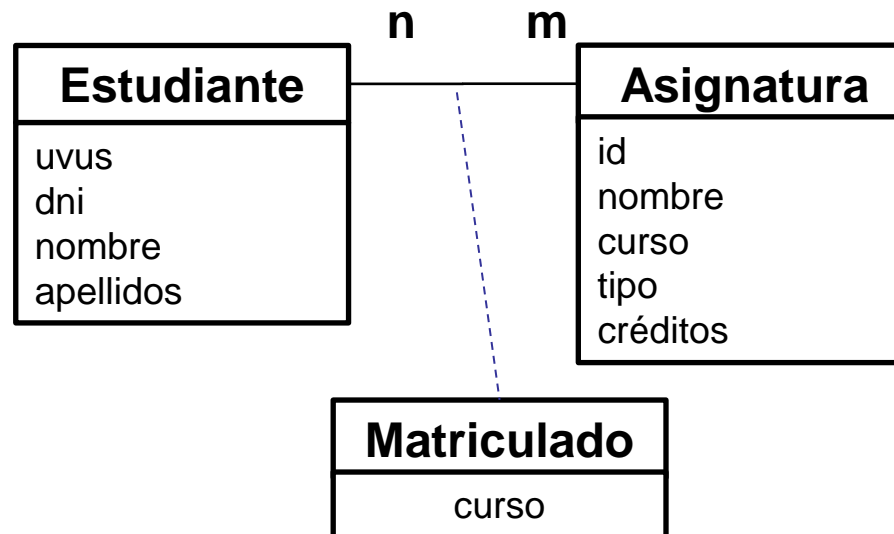 n m
Estudiante
uvus
dni
nombre
apellidos
Asignatura
id
nombre
curso
tipo
créditos
Matriculado
curso